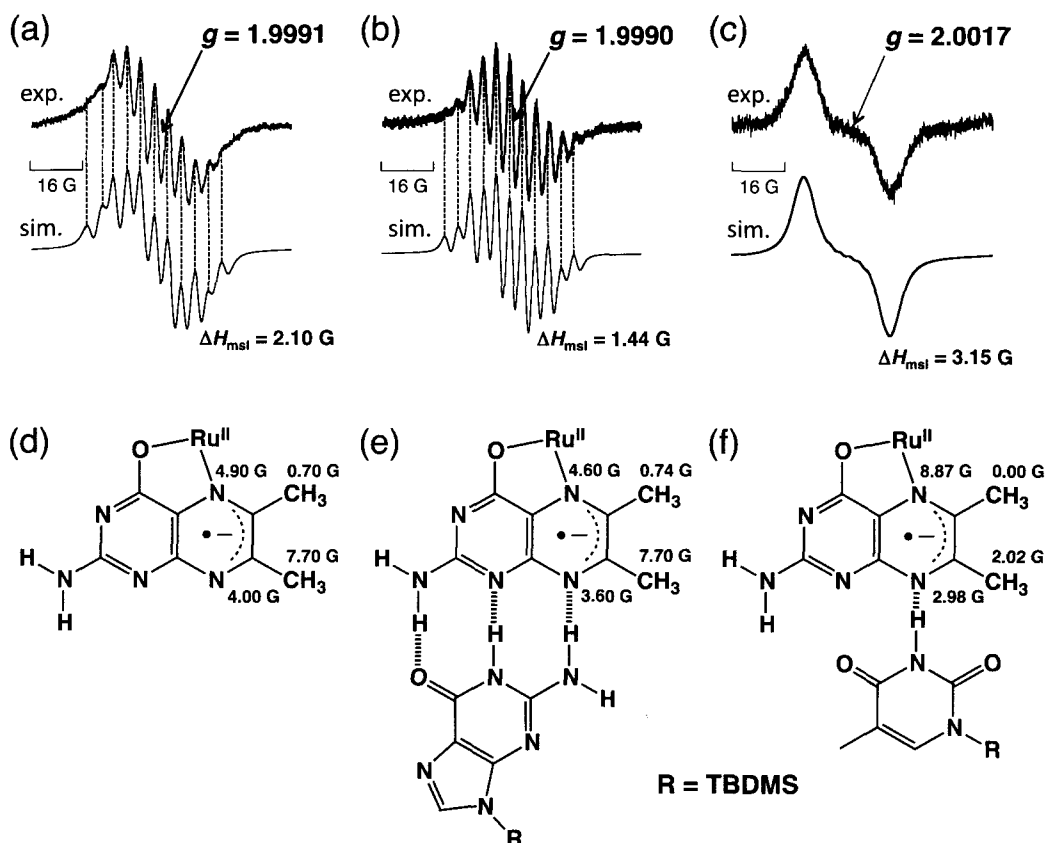 (a)
g = 1.9991
exp.
16 G
sim.
ΔHmsl = 2.10 G
(b)
g = 1.9990
exp.
16 G
sim.
ΔHmsl = 1.44 G
(c)
g = 2.0017
exp.
16 G
sim.
ΔHmsl = 3.15 G
(d)
O
RuII
4.90 G
0.70 G
N
N
CH3
H
N
N
N
7.70 G
CH3
4.00 G
H
(e)
O
RuII
4.60 G
0.74 G
N
N
CH3
H
N
N
N
7.70 G
CH3
3.60 G
H
H
H
O
N
N
H
N
N
N
R
(f)
O
RuII
8.87 G
0.00 G
N
N
CH3
H
N
N
N
2.02 G
CH3
2.98 G
H
H
O
N
O
N
R
R = TBDMS